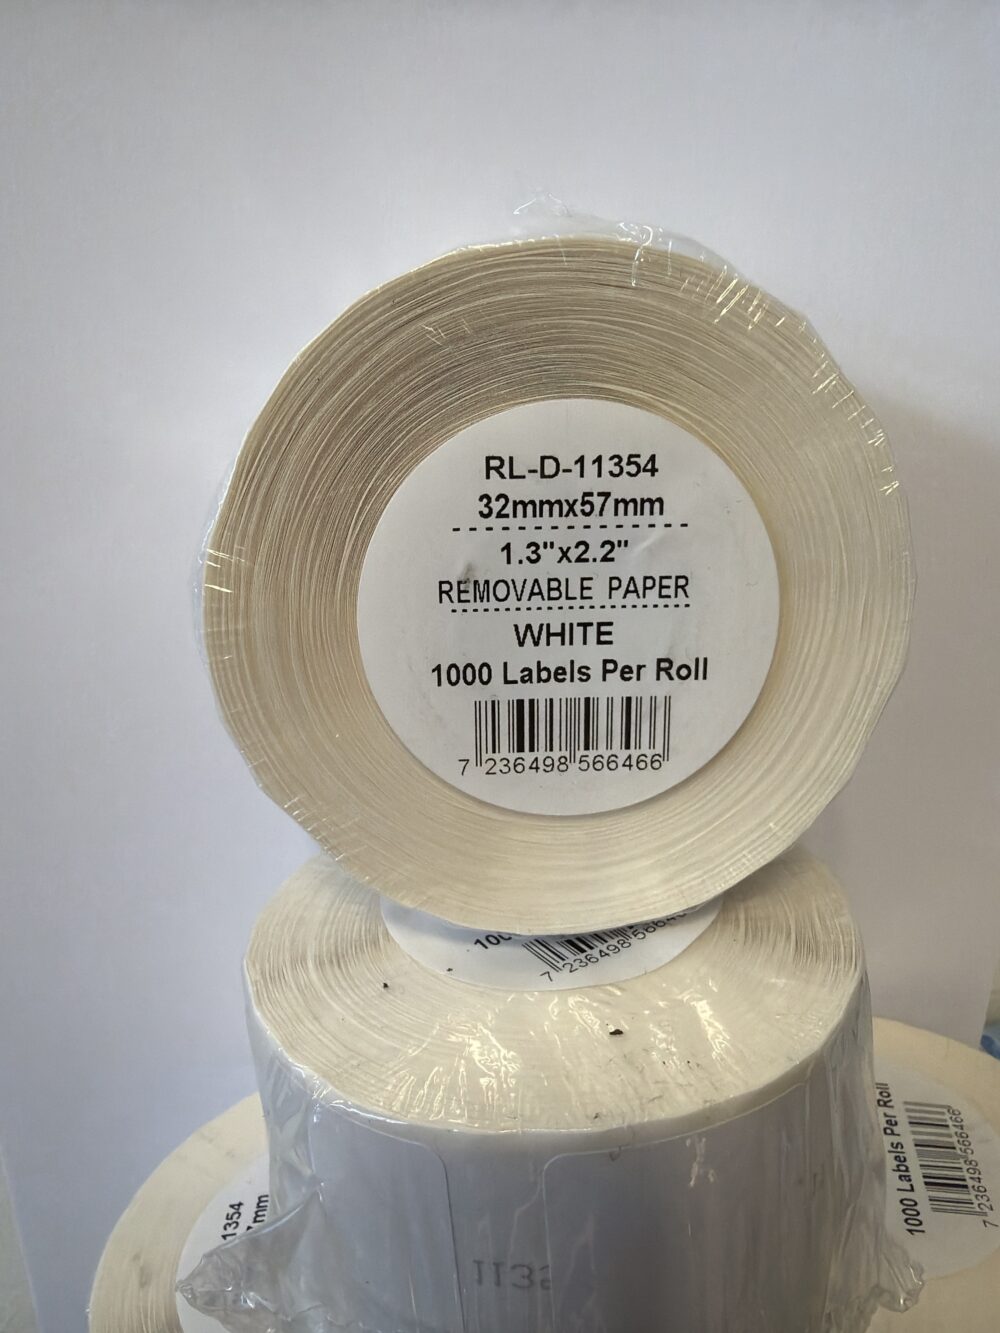 RL-D-11354
32mmx57mm
1.3"x2.2"
REMOVABLE PAPER
WHITE
1000 Labels Per Roll
7 236498 566466
7 236498
1000 Labels Per Roll
7 236498 566466